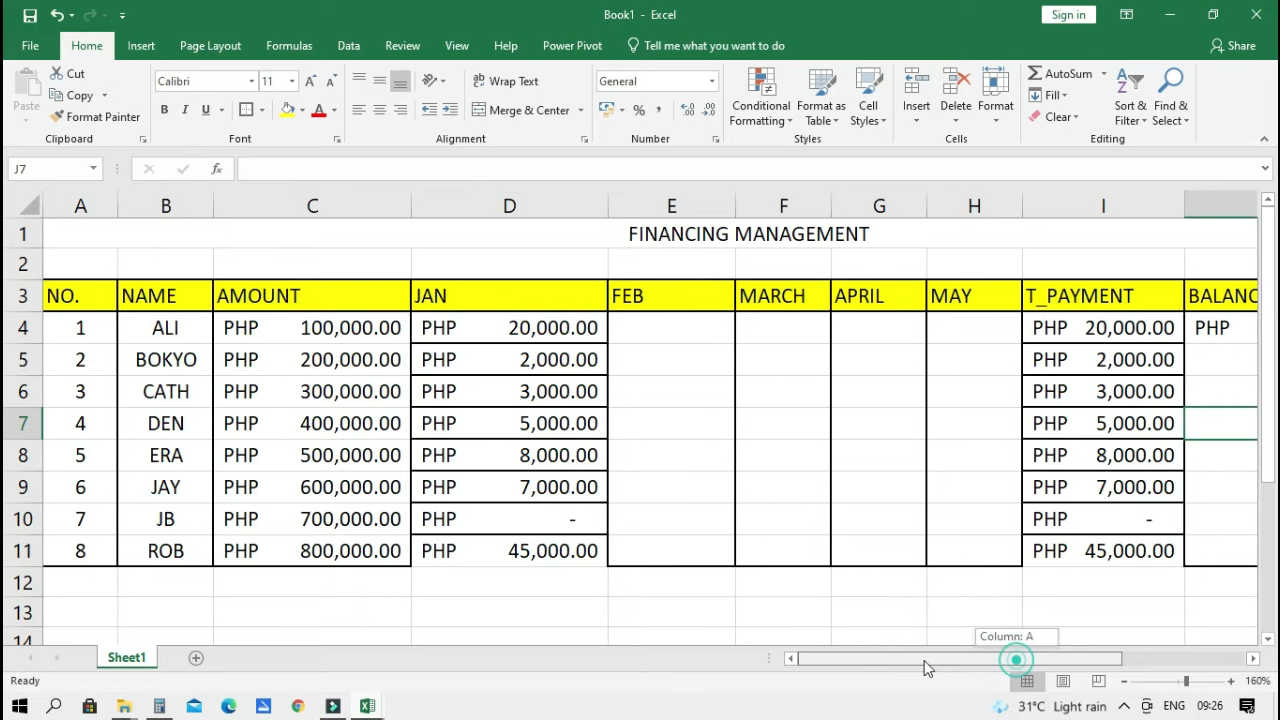 Book1 - Excel
Sign in
File Home Insert Page Layout Formulas Data Review View Help Power Pivot Tell me what you want to do Share
Paste Cut Copy Format Painter Clipboard
Calibri 11 B I U A Font
Wrap Text Merge & Center Alignment
General % , Number
Conditional Formatting Format as Table Cell Styles Styles
Insert Delete Format Cells
AutoSum Fill Clear Sort & Filter Find & Select Editing
J7 fx
A B C D E F G H I
1 FINANCING MANAGEMENT
2
3 NO. NAME AMOUNT JAN FEB MARCH APRIL MAY T_PAYMENT BALANC
4 1 ALI PHP 100,000.00 PHP 20,000.00 PHP 20,000.00 PHP
5 2 BOKYO PHP 200,000.00 PHP 2,000.00 PHP 2,000.00
6 3 CATH PHP 300,000.00 PHP 3,000.00 PHP 3,000.00
7 4 DEN PHP 400,000.00 PHP 5,000.00 PHP 5,000.00
8 5 ERA PHP 500,000.00 PHP 8,000.00 PHP 8,000.00
9 6 JAY PHP 600,000.00 PHP 7,000.00 PHP 7,000.00
10 7 JB PHP 700,000.00 PHP - PHP -
11 8 ROB PHP 800,000.00 PHP 45,000.00 PHP 45,000.00
12
13
14
Column: A
Sheet1
Ready 160%
31°C Light rain ENG 09:26